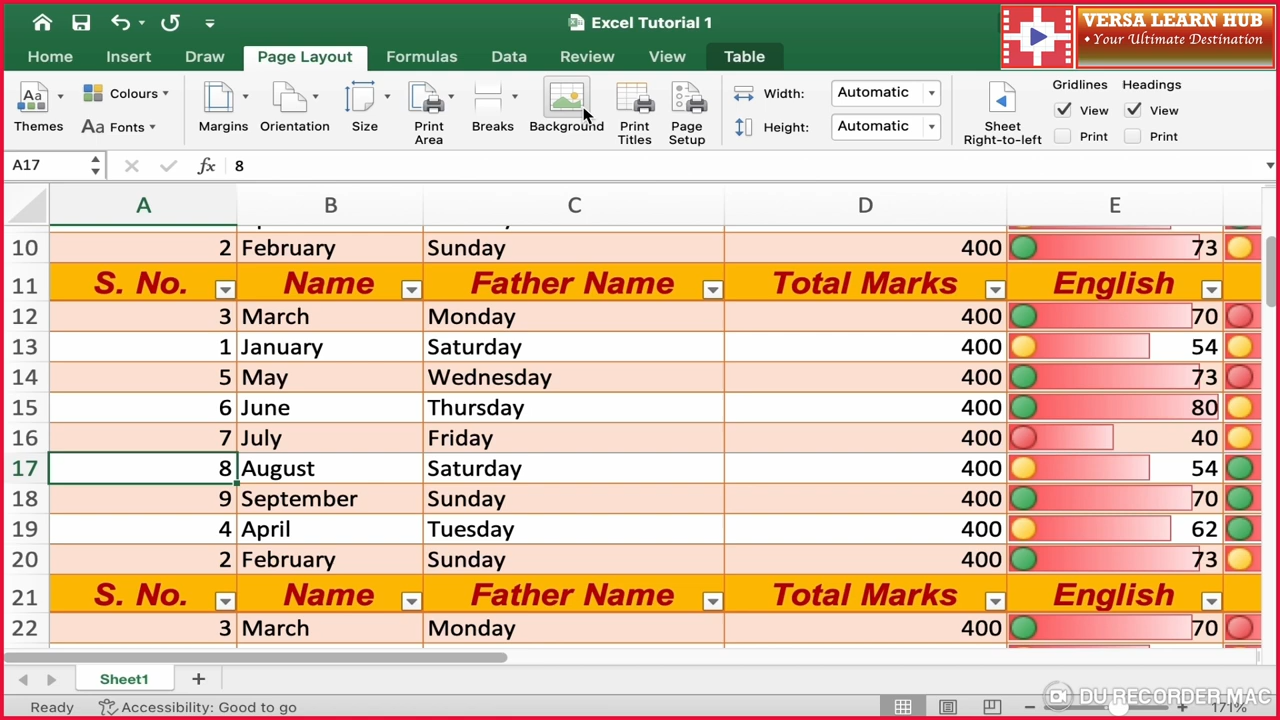 Excel Tutorial 1
VERSA LEARN HUB
• Your Ultimate Destination
Home Insert Draw Page Layout Formulas Data Review View Table
Themes Colours Aa Fonts Margins Orientation Size Print Area Breaks Background Print Titles Page Setup
Width: Automatic
Height: Automatic
Sheet Right-to-left
Gridlines Headings
View View
Print Print
A17 fx 8
A B C D E
10 2 February Sunday 400 73
11 S. No. Name Father Name Total Marks English
12 3 March Monday 400 70
13 1 January Saturday 400 54
14 5 May Wednesday 400 73
15 6 June Thursday 400 80
16 7 July Friday 400 40
17 8 August Saturday 400 54
18 9 September Sunday 400 70
19 4 April Tuesday 400 62
20 2 February Sunday 400 73
21 S. No. Name Father Name Total Marks English
22 3 March Monday 400 70
Sheet1 +
Ready Accessibility: Good to go 171%
DU RECORDER MAC